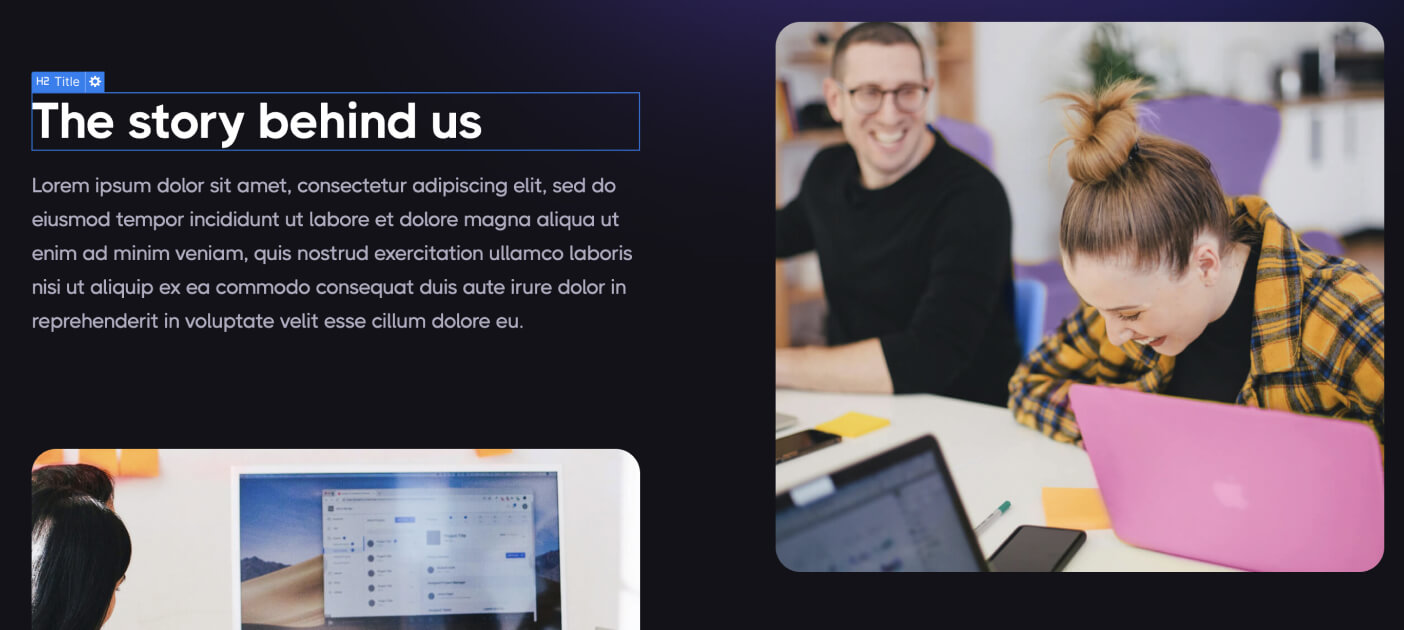 H2 Title
The story behind us
Lorem ipsum dolor sit amet, consectetur adipiscing elit, sed do
eiusmod tempor incididunt ut labore et dolore magna aliqua ut
enim ad minim veniam, quis nostrud exercitation ullamco laboris
nisi ut aliquip ex ea commodo consequat duis aute irure dolor in
reprehenderit in voluptate velit esse cillum dolore eu.
Project Title